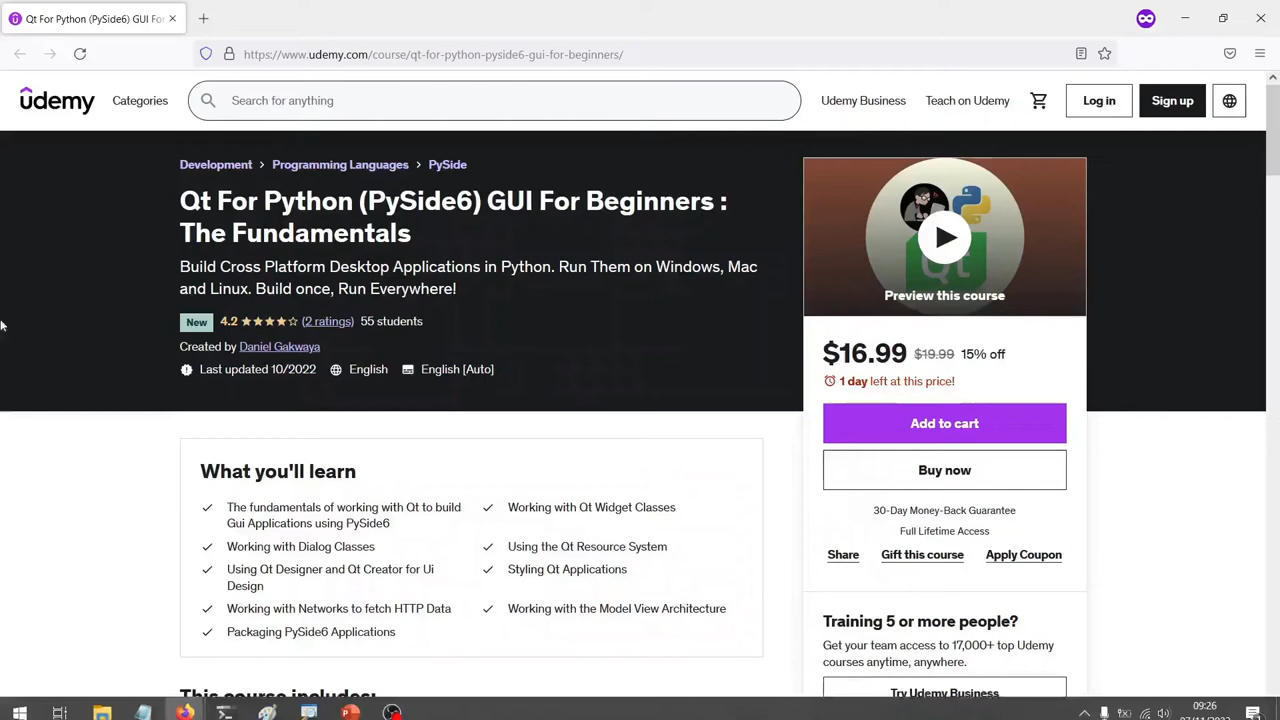 Qt For Python (PySide6) GUI For
https://www.udemy.com/course/qt-for-python-pyside6-gui-for-beginners/
udemy
Categories
Search for anything
Udemy Business
Teach on Udemy
Log in
Sign up
Development > Programming Languages > PySide
Qt For Python (PySide6) GUI For Beginners :
The Fundamentals
Build Cross Platform Desktop Applications in Python. Run Them on Windows, Mac
and Linux. Build once, Run Everywhere!
New 4.2 (2 ratings) 55 students
Created by Daniel Gakwaya
Last updated 10/2022 English English [Auto]
Qt
Preview this course
$16.99 $19.99 15% off
1 day left at this price!
Add to cart
Buy now
30-Day Money-Back Guarantee
Full Lifetime Access
Share Gift this course Apply Coupon
Training 5 or more people?
Get your team access to 17,000+ top Udemy
courses anytime, anywhere.
Try Udemy Business
What you'll learn
The fundamentals of working with Qt to build
Gui Applications using PySide6
Working with Qt Widget Classes
Working with Dialog Classes
Using the Qt Resource System
Using Qt Designer and Qt Creator for Ui
Design
Styling Qt Applications
Working with Networks to fetch HTTP Data
Working with the Model View Architecture
Packaging PySide6 Applications
This course includes:
09:26